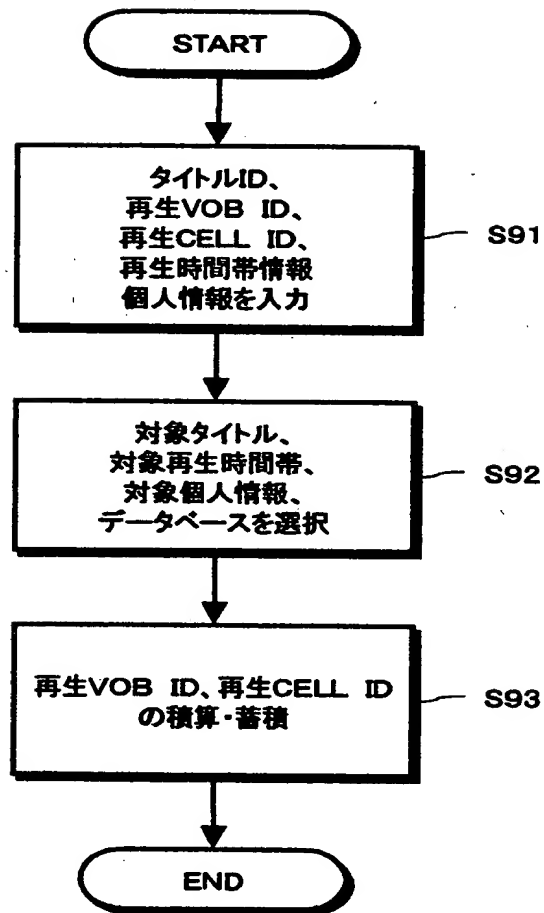 START
タイトルID、
再生VOB ID、
再生CELL ID、
再生時間帯情報
個人情報を入力
S91
対象タイトル、
対象再生時間帯、
対象個人情報、
データベースを選択
S92
再生VOB ID、再生CELL ID
の積算・蓄積
S93
END